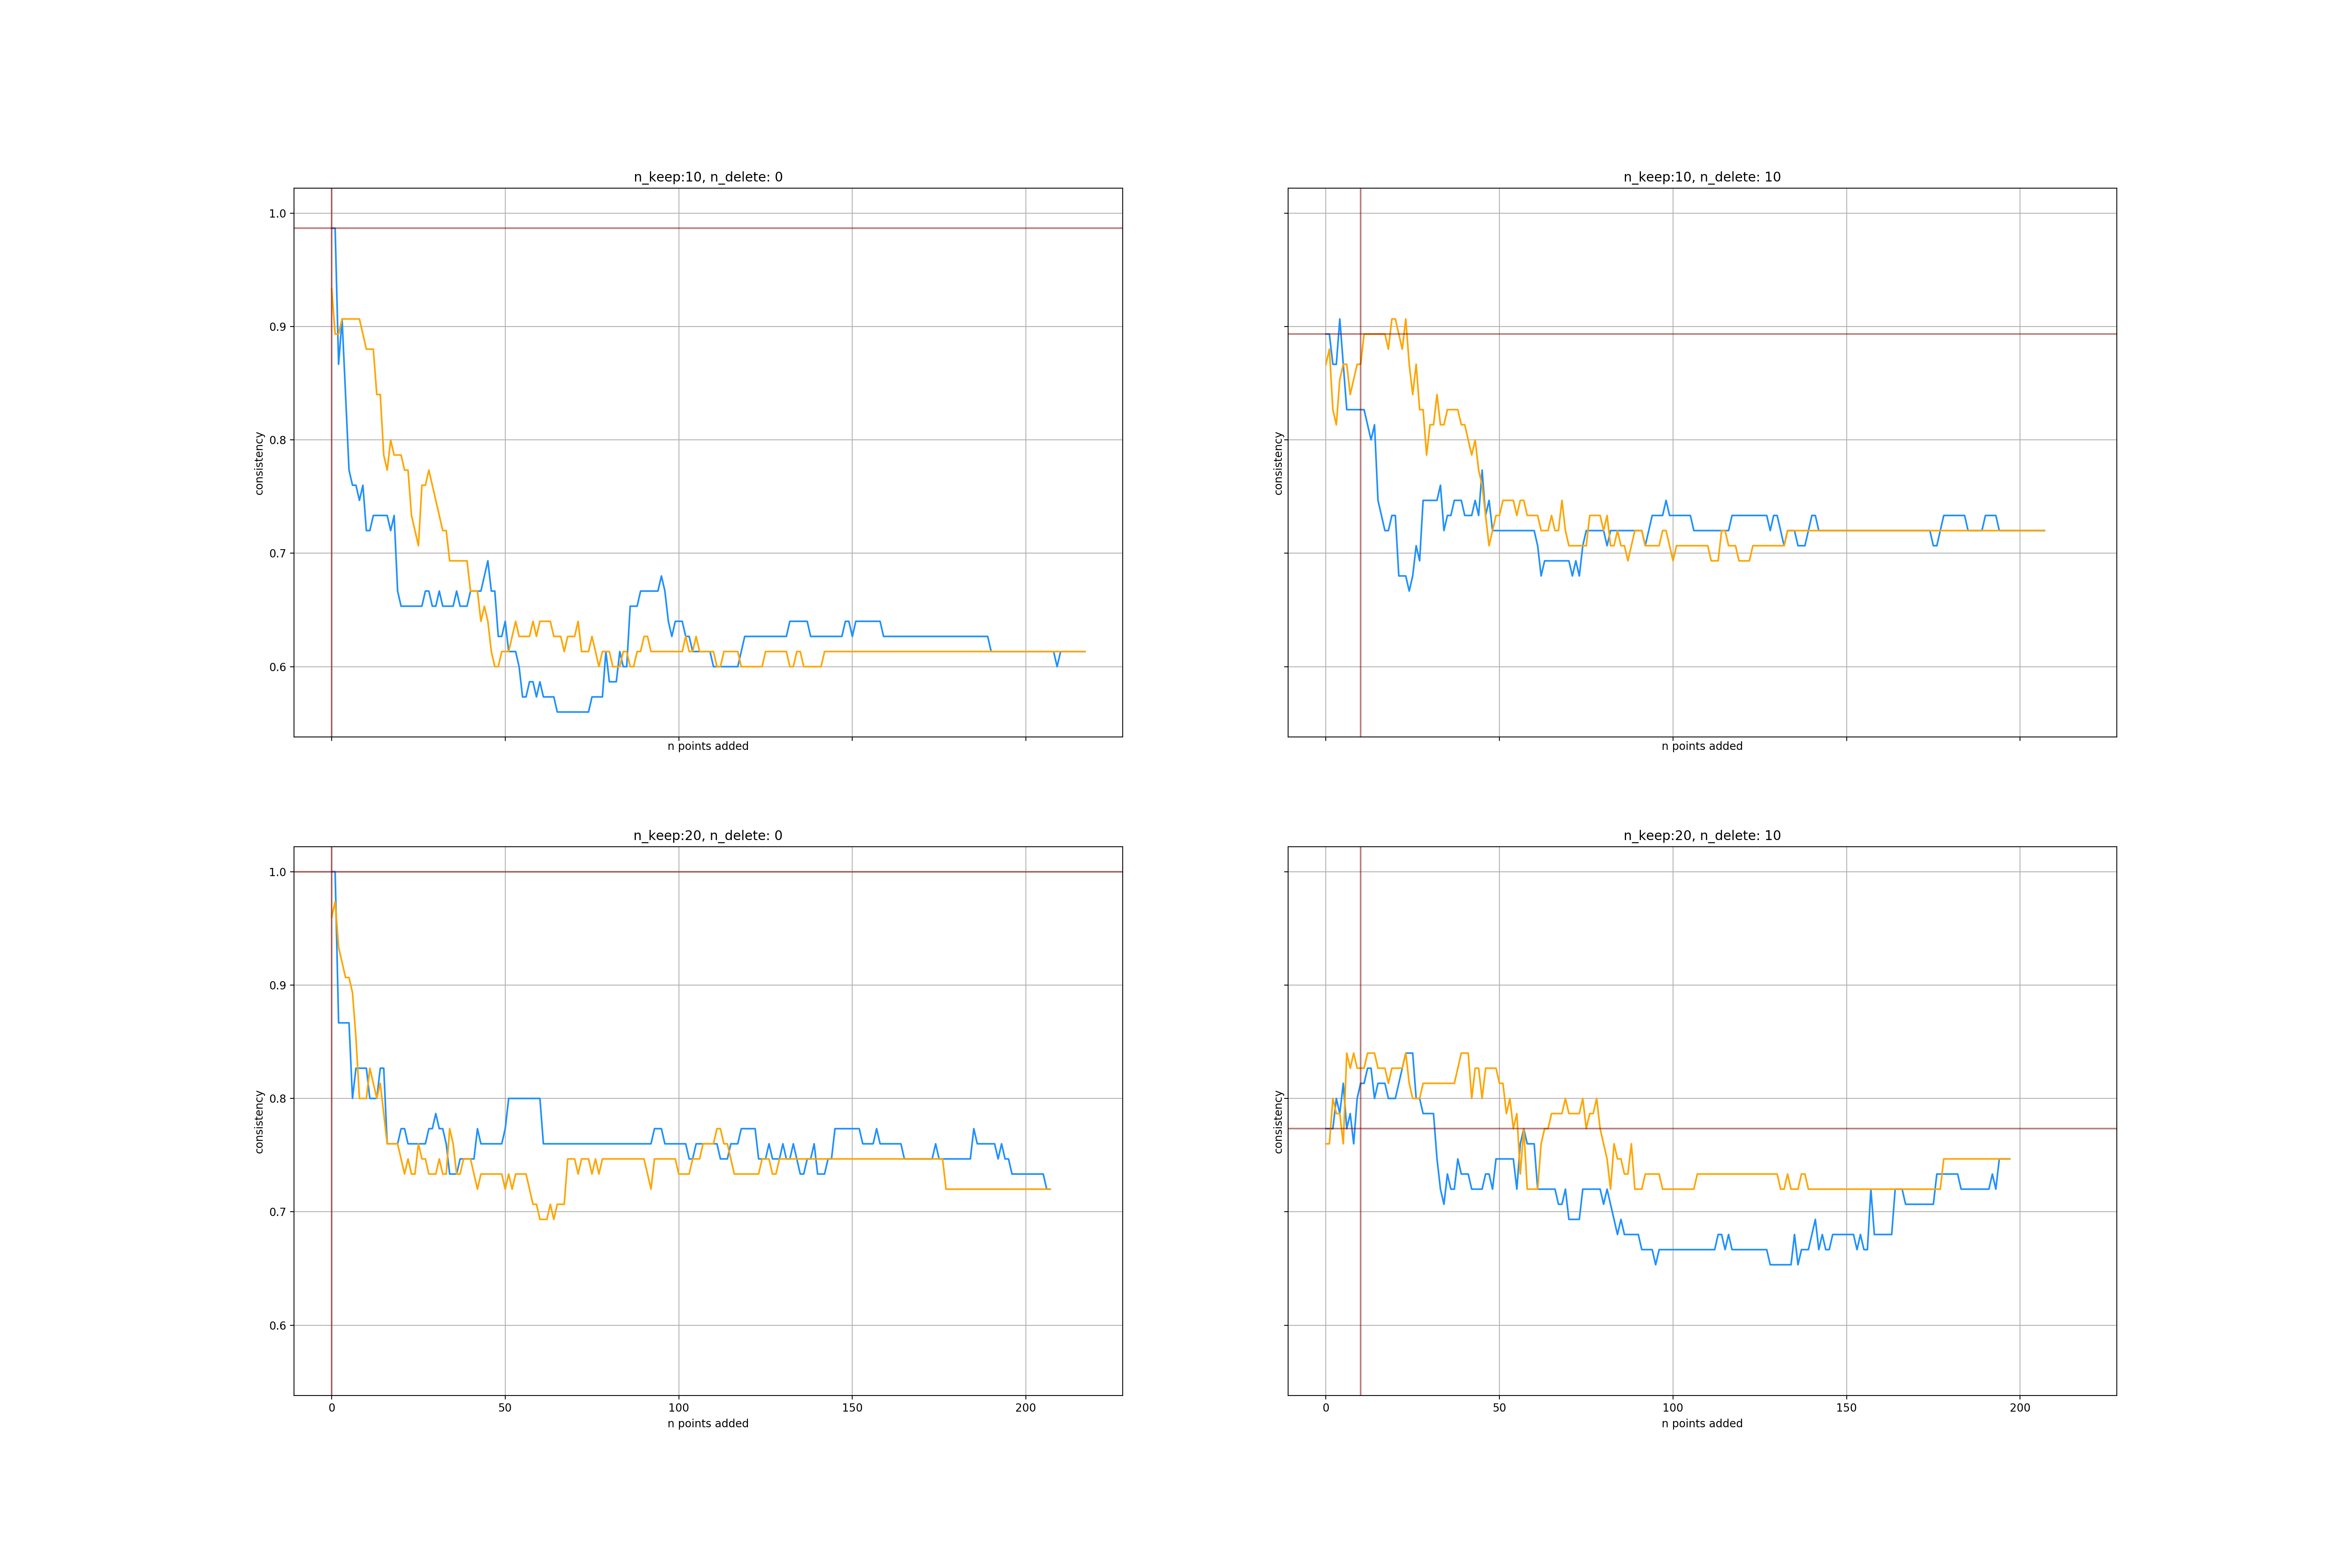 n_keep:10, n_delete: 0
1.0
0.9
0.8
0.7
0.6
consistency
n points added
n_keep:10, n_delete: 10
consistency
n points added
n_keep:20, n_delete: 0
1.0
0.9
0.8
0.7
0.6
consistency
0 50 100 150 200
n points added
n_keep:20, n_delete: 10
consistency
0 50 100 150 200
n points added